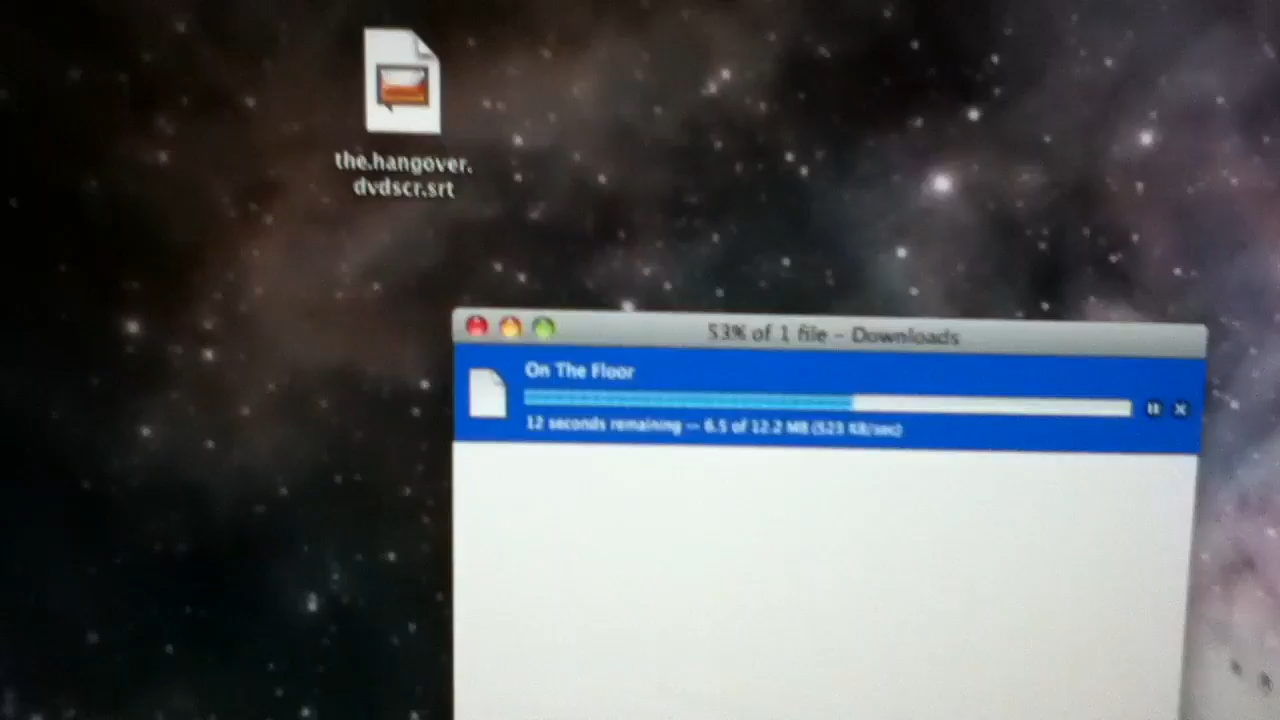 the.hangover.
dvdscr.srt
53% of 1 file – Downloads
On The Floor
12 seconds remaining — 6.5 of 12.2 MB (523 KB/sec)